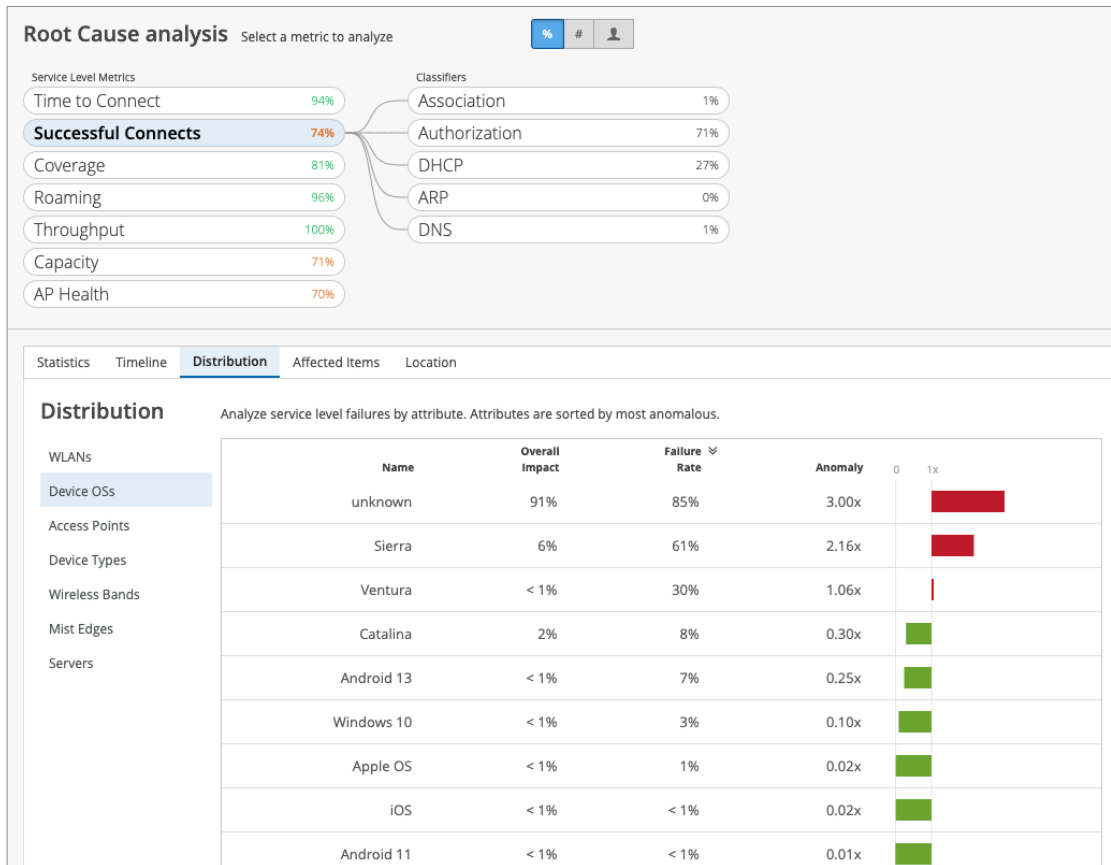 Root Cause analysis Select a metric to analyze % #
Service Level Metrics Classifiers
Time to Connect 94% Association 1%
Successful Connects 74% Authorization 71%
Coverage 81% DHCP 27%
Roaming 96% ARP 0%
Throughput 100% DNS 1%
Capacity 71%
AP Health 70%
Statistics Timeline Distribution Affected Items Location
Distribution
WLANs
Device OSs
Access Points
Device Types
Wireless Bands
Mist Edges
Servers
Analyze service level failures by attribute. Attributes are sorted by most anomalous.
Name Overall Impact Failure Rate Anomaly 0 1x
unknown 91% 85% 3.00x
Sierra 6% 61% 2.16x
Ventura < 1% 30% 1.06x
Catalina 2% 8% 0.30x
Android 13 < 1% 7% 0.25x
Windows 10 < 1% 3% 0.10x
Apple OS < 1% 1% 0.02x
iOS < 1% < 1% 0.02x
Android 11 < 1% < 1% 0.01x